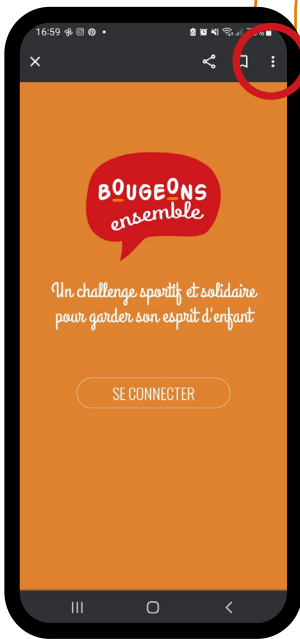 16:59
BOUGEONS
ensemble
Un challenge sportif et solidaire
pour garder son esprit d'enfant
SE CONNECTER